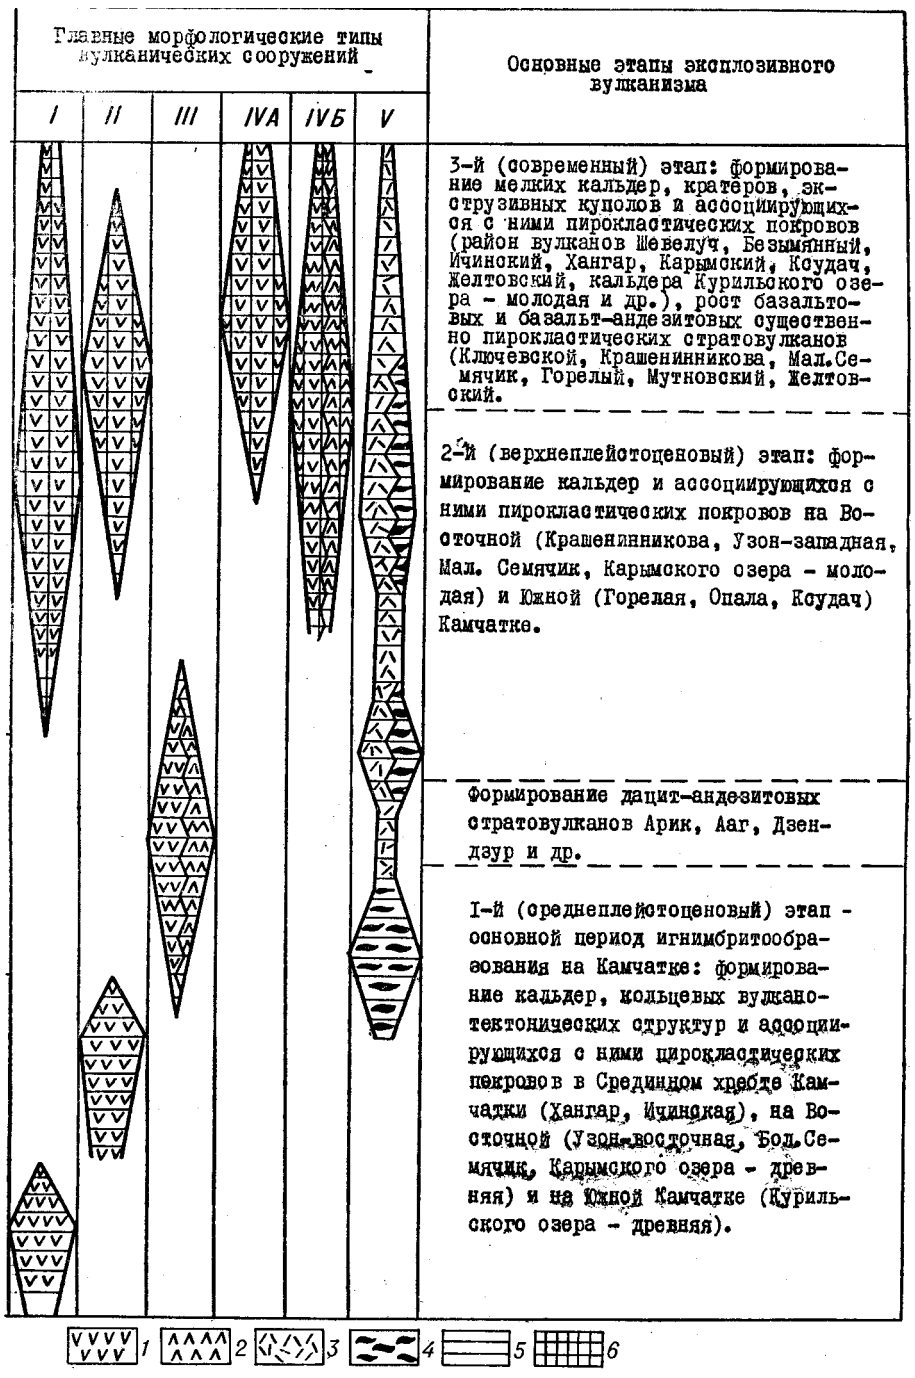 Главные морфологические типы
вулканических сооружений
Основные этапы эксплозивного
вулканизма
I II III IVА IVБ V
3-й (современный) этап: формирова-
ние мелких кальдер, кратеров, эк-
струзивных куполов и ассоциирующих-
ся с ними пирокластических покровов
(район вулканов Шевелуч, Безымянный,
Ичинский, Хангар, Карымский, Ксудач,
Желтовский, кальдера Курильского озе-
ра - молодая и др.), рост базальто-
вых и базальт-андезитовых существен-
но пирокластических стратовулканов
(Ключевской, Крашенинникова, Мал.Се-
мячик, Горелый, Мутновский, Желтов-
ский.
2-й (верхнеплейстоценовый) этап: фор-
мирование кальдер и ассоциирующихся с
ними пирокластических покровов на Во-
сточной (Крашенинникова, Узон-западная,
Мал. Семячик, Карымского озера - моло-
дая) и Южной (Горелая, Опала, Ксудач)
Камчатке.
Формирование дацит-андезитовых
стратовулканов Арик, Ааг, Дзен-
дзур и др.
I-й (среднеплейстоценовый) этап -
основной период игнимбритообра-
зования на Камчатке: формирова-
ние кальдер, кольцевых вулкано-
тектонических структур и ассоции-
рующихся с ними пирокластических
покровов в Срединном хребте Кам-
чатки (Хангар, Ичинская), на Во-
сточной (Узон-восточная, Бол.Се-
мячик, Карымского озера - древ-
няя) и на Южной Камчатке (Куриль-
ского озера - древняя).
1 2 3 4 5 6